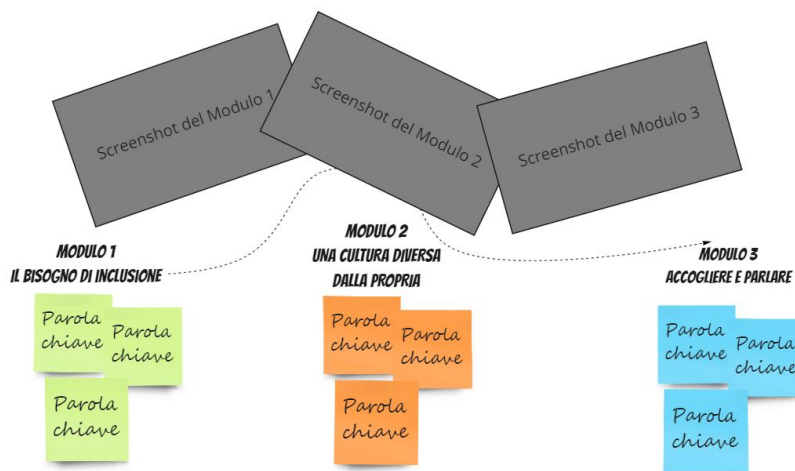 Screenshot del Modulo 1
Screenshot del Modulo 2
Screenshot del Modulo 3
MODULO 1
IL BISOGNO DI INCLUSIONE
Parola
chiave
Parola
chiave
Parola
chiave
MODULO 2
UNA CULTURA DIVERSA
DALLA PROPRIA
Parola
chiave
Parola
chiave
Parola
chiave
MODULO 3
ACCOGLIERE E PARLARE
Parola
chiave
Parola
chiave
Parola
chiave